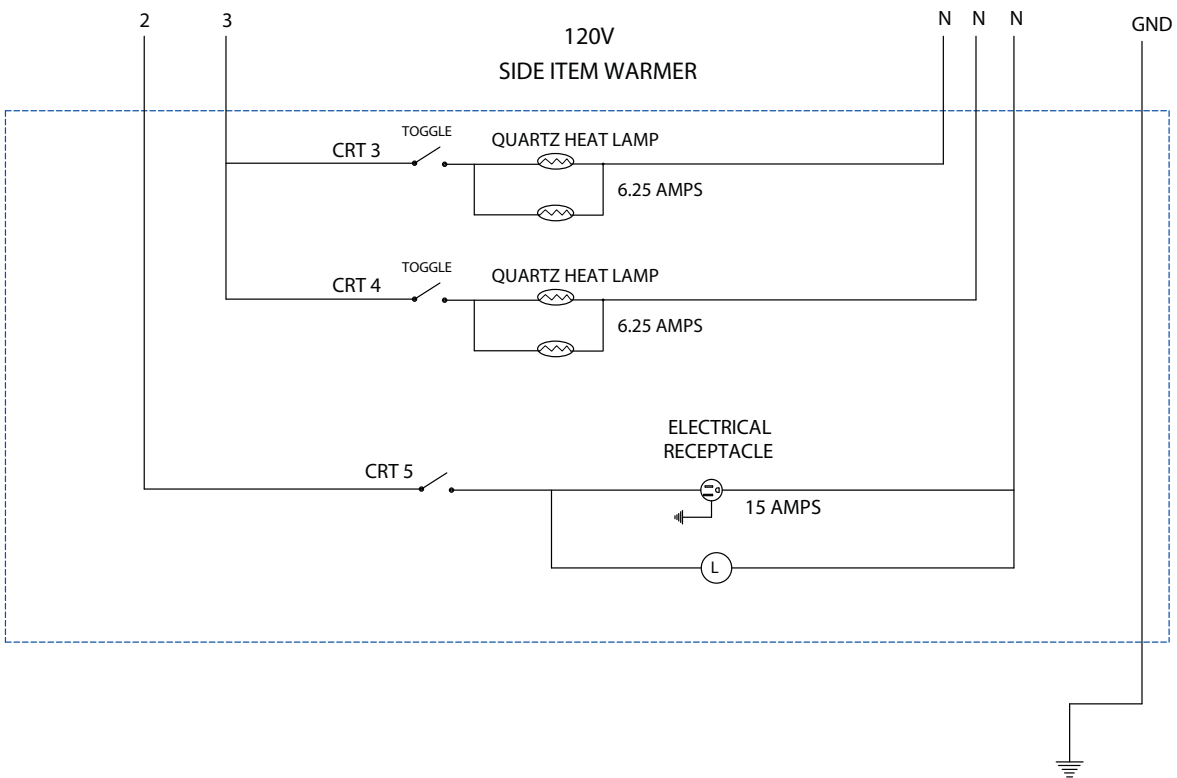 2
3
120V
N
N
N
GND
SIDE ITEM WARMER
TOGGLE
CRT 3
QUARTZ HEAT LAMP
6.25 AMPS
TOGGLE
CRT 4
QUARTZ HEAT LAMP
6.25 AMPS
ELECTRICAL
RECEPTACLE
CRT 5
15 AMPS
L